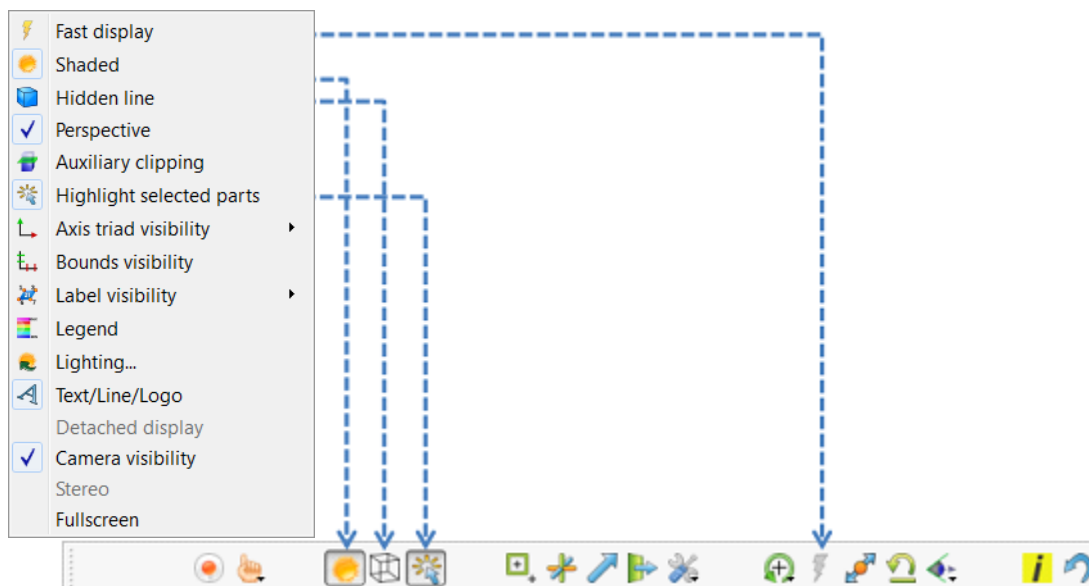 Fast display
Shaded
Hidden line
Perspective
Auxiliary clipping
Highlight selected parts
Axis triad visibility
Bounds visibility
Label visibility
Legend
Lighting...
Text/Line/Logo
Detached display
Camera visibility
Stereo
Fullscreen